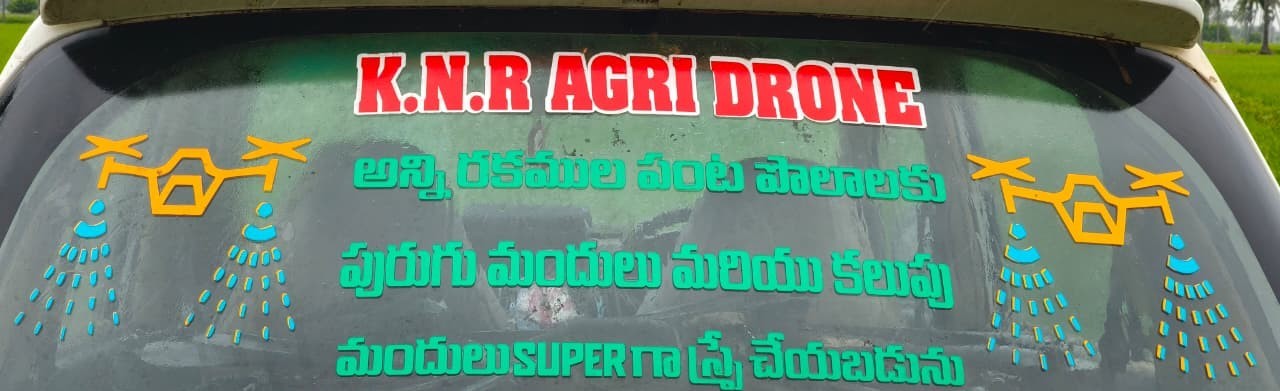 K.N.R AGRI DRONE
అన్ని రకముల పంట పొలాలకు
పురుగు మందులు మరియు కలుపు
మందులు SUPER గా స్ప్రే చేయబడును